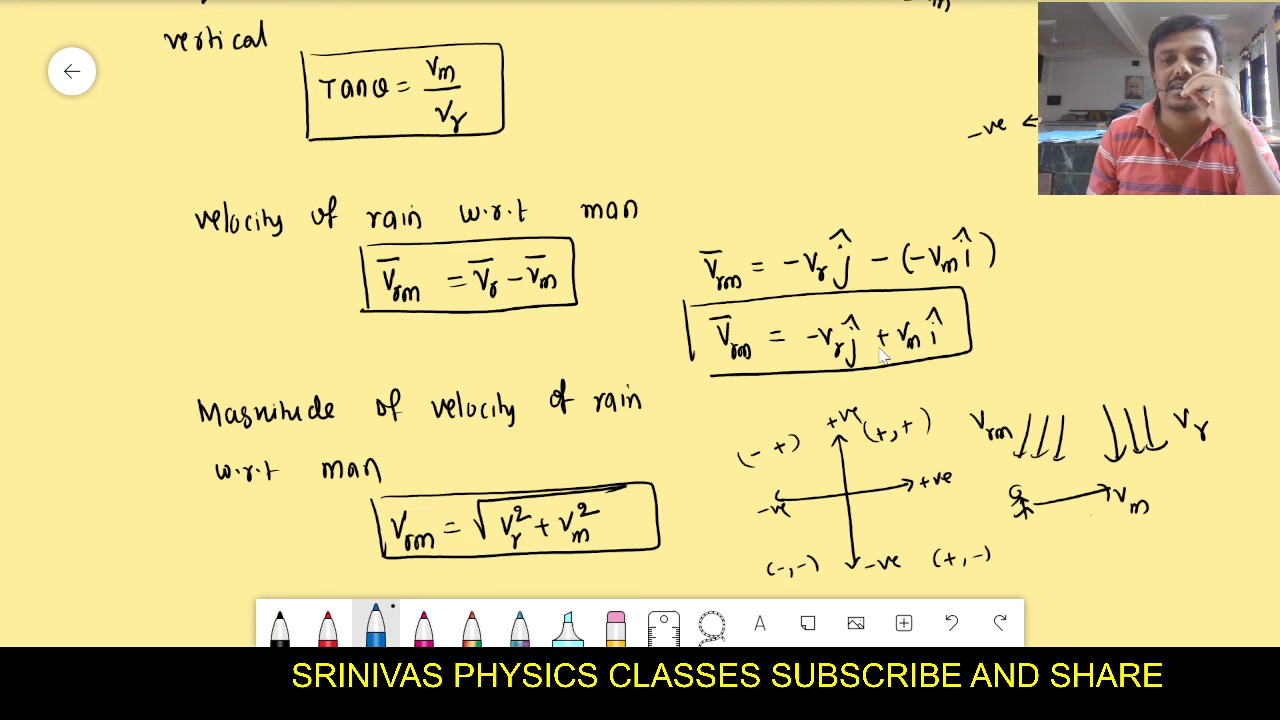 vertical
Tanθ = vm/vr
-ve ←
velocity of rain w.r.t man
V̅rm = V̅r - V̅m
V̅rm = -vr ĵ - (-vm î)
V̅rm = -vr ĵ + vm î
Magnitude of velocity of rain
w.r.t man
Vrm = √(Vr² + Vm²)
+ve
(- +) (+,+)
-ve +ve
(-,-) -ve (+,-)
Vrm Vr
Vm
A
SRINIVAS PHYSICS CLASSES SUBSCRIBE AND SHARE